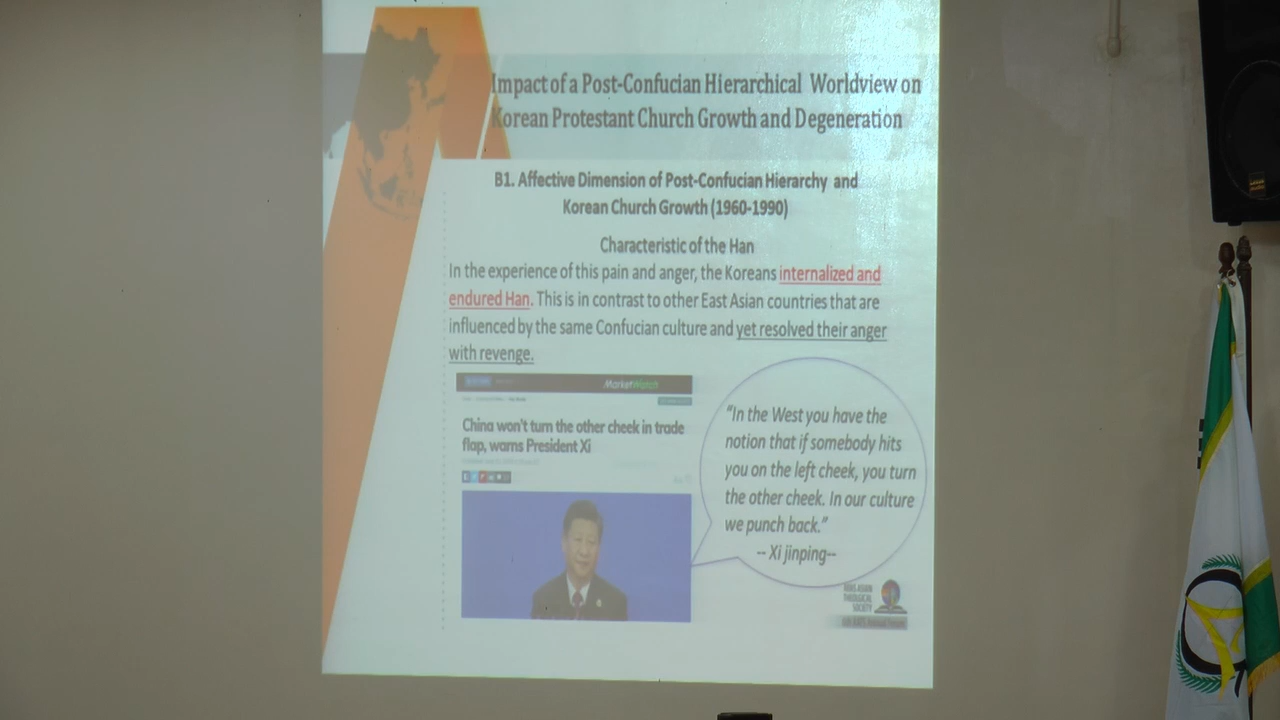 Impact of a Post-Confucian Hierarchical Worldview on
Korean Protestant Church Growth and Degeneration
B1. Affective Dimension of Post-Confucian Hierarchy and
Korean Church Growth (1960-1990)
Characteristic of the Han
In the experience of this pain and anger, the Koreans internalized and
endured Han. This is in contrast to other East Asian countries that are
influenced by the same Confucian culture and yet resolved their anger
with revenge.
MarketWatch
China won't turn the other cheek in trade
flap, warns President Xi
"In the West you have the
notion that if somebody hits
you on the left cheek, you turn
the other cheek. In our culture
we punch back."
-- Xi jinping--
ASIAN
THEOLOGICAL
SOCIETY